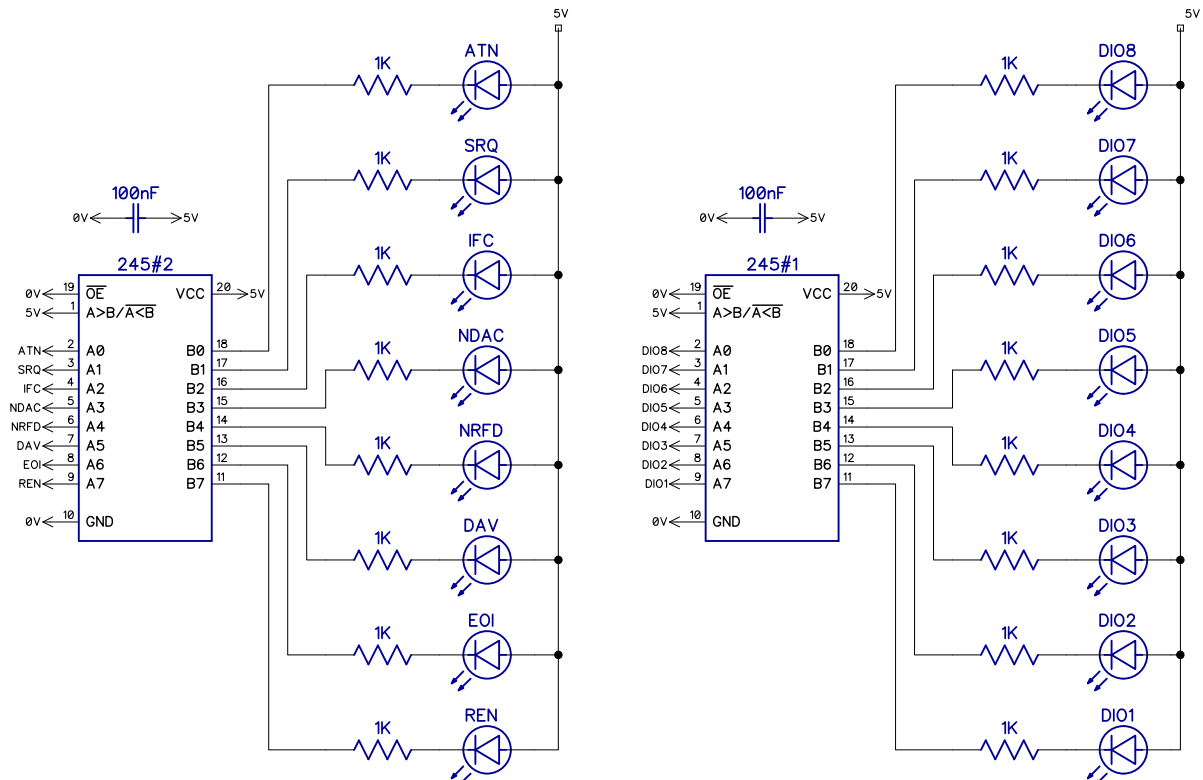 5V
5V
ATN
1K
DIO8
1K
SRQ
1K
DIO7
1K
100nF
0V
5V
100nF
0V
5V
IFC
1K
DIO6
1K
245#2
0V 19 OE VCC 20 5V
5V 1 A>B/A<B
ATN 2 A0 B0 18
SRQ 3 A1 B1 17
IFC 4 A2 B2 16
NDAC 5 A3 B3 15
NRFD 6 A4 B4 14
DAV 7 A5 B5 13
EOI 8 A6 B6 12
REN 9 A7 B7 11
0V 10 GND
245#1
0V 19 OE VCC 20 5V
5V 1 A>B/A<B
DIO8 2 A0 B0 18
DIO7 3 A1 B1 17
DIO6 4 A2 B2 16
DIO5 5 A3 B3 15
DIO4 6 A4 B4 14
DIO3 7 A5 B5 13
DIO2 8 A6 B6 12
DIO1 9 A7 B7 11
0V 10 GND
NDAC
1K
DIO5
1K
NRFD
1K
DIO4
1K
DAV
1K
DIO3
1K
EOI
1K
DIO2
1K
REN
1K
DIO1
1K